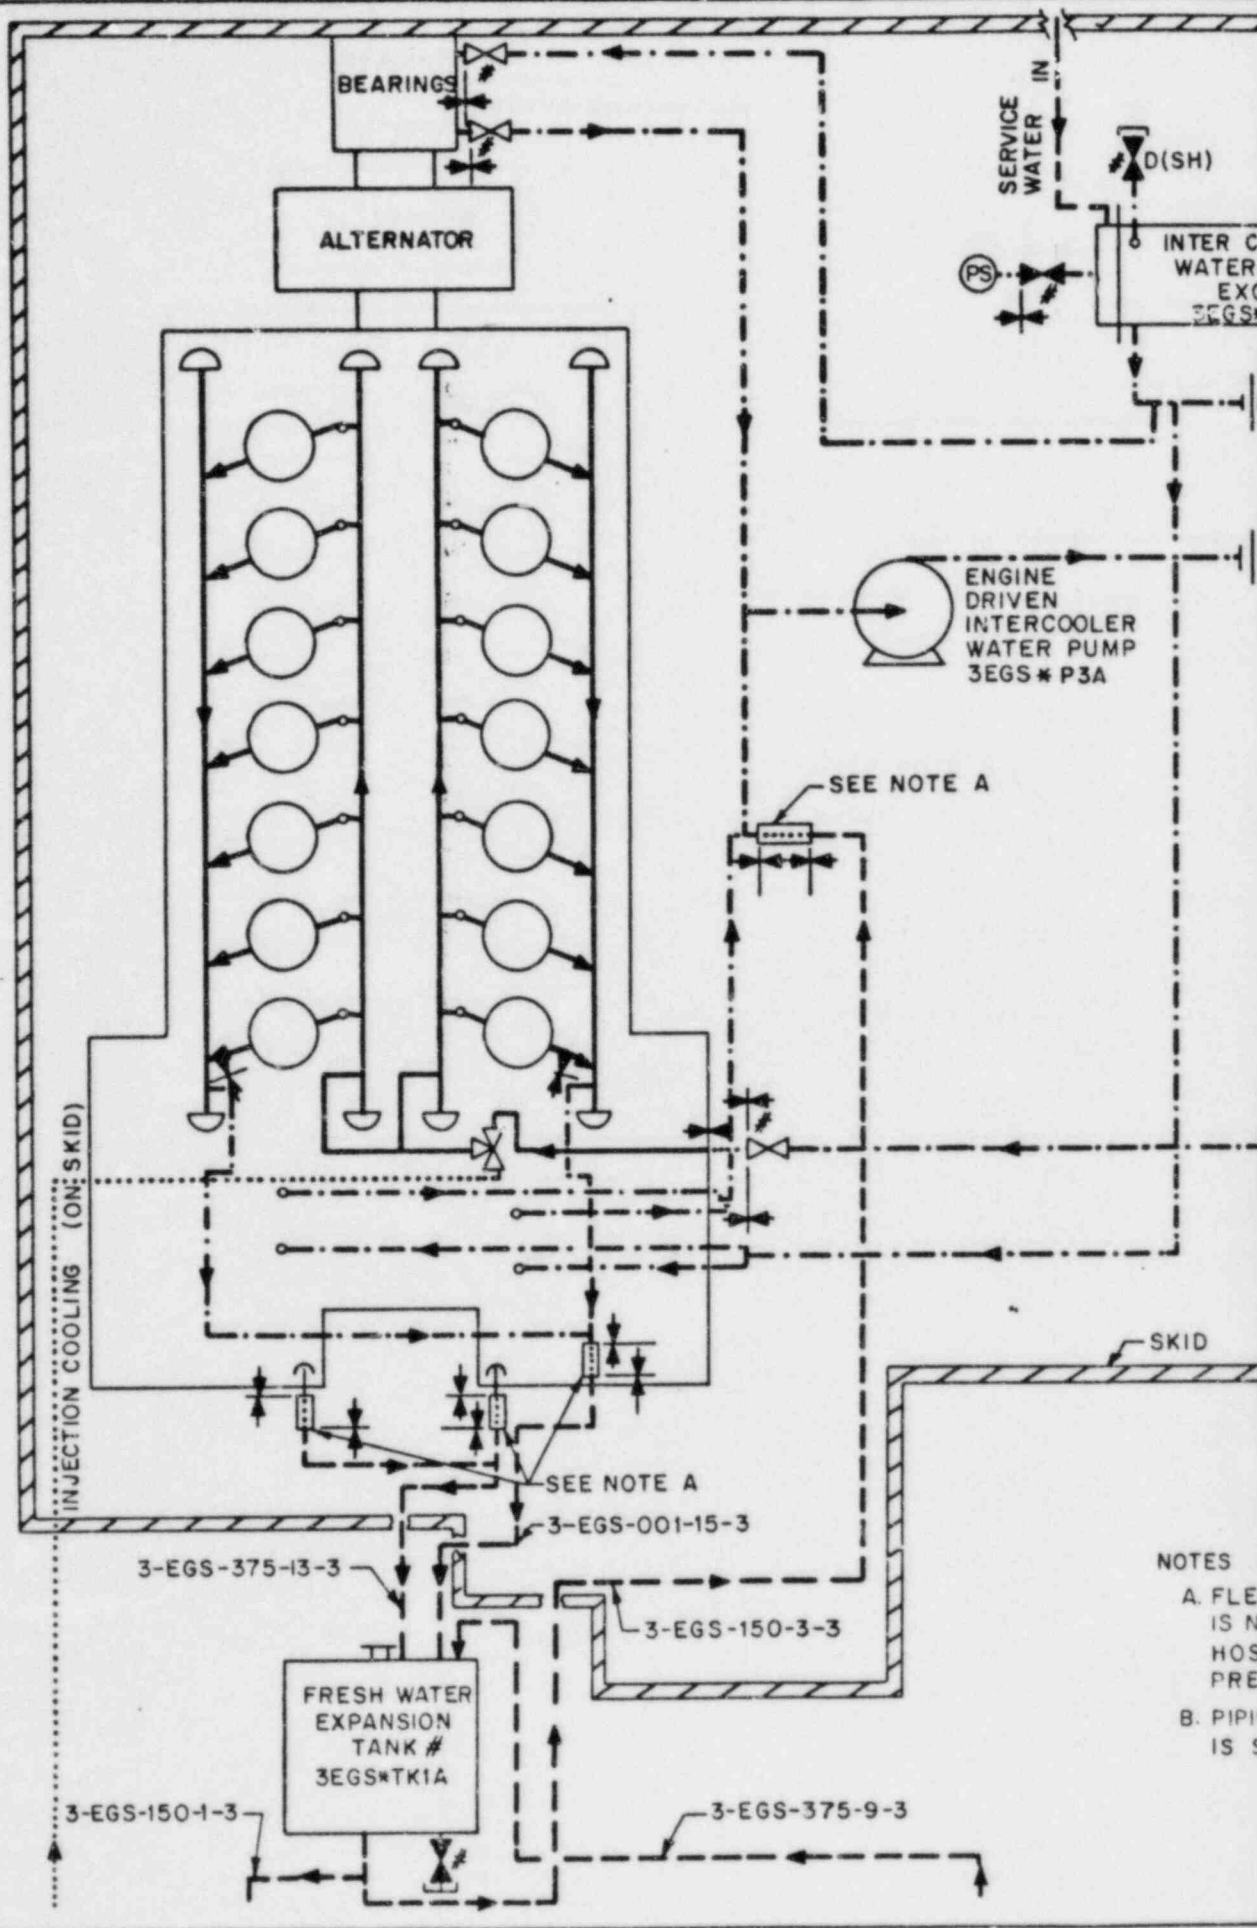 BEARINGS
SERVICE
WATER IN
D(SH)
ALTERNATOR
PS
INTER C
WATER
EXC
3EGS
ENGINE
DRIVEN
INTERCOOLER
WATER PUMP
3EGS * P3A
SEE NOTE A
INJECTION COOLING (ON SKID)
SKID
SEE NOTE A
3-EGS-001-15-3
3-EGS-375-13-3
3-EGS-150-3-3
NOTES
A. FLE
IS N
HOS
PRE
B. PIPI
IS S
FRESH WATER
EXPANSION
TANK #
3EGS*TK1A
3-EGS-150-1-3
3-EGS-375-9-3